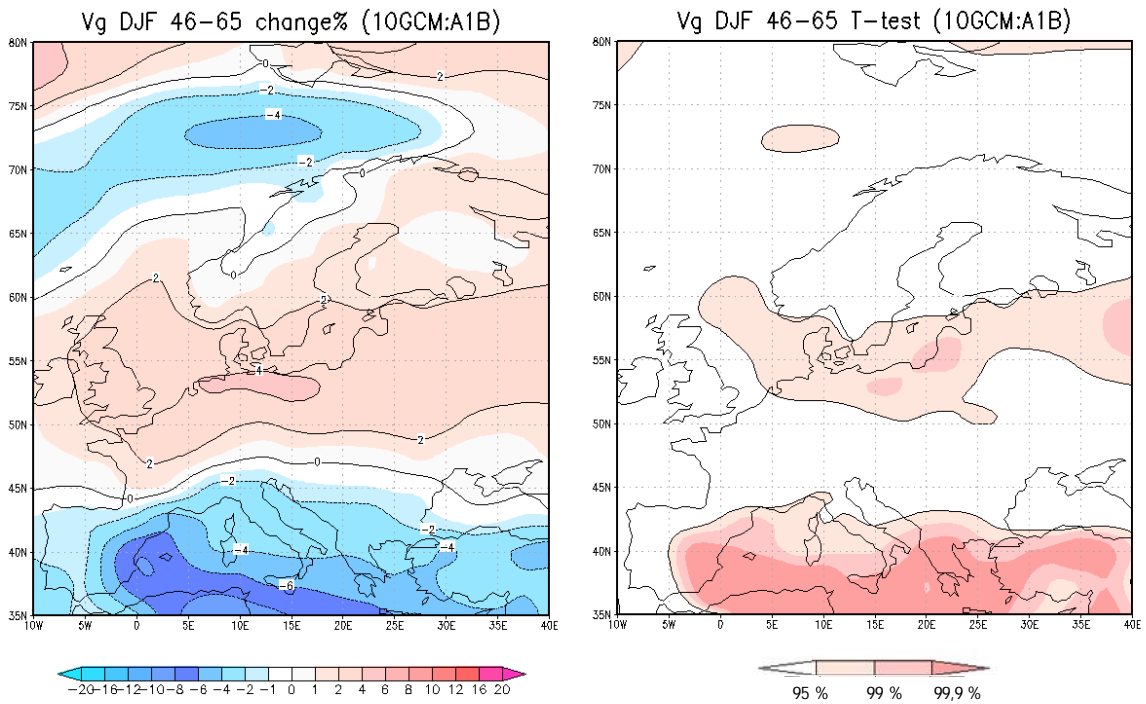 Vg DJF 46-65 change% (10GCM:A1B)
80N
75N
70N
65N
60N
55N
50N
45N
40N
35N
10W 5W 0 5E 10E 15E 20E 25E 30E 35E 40E
0
2
-2
-4
-2
0
0
2
2
4
2
2
0
0
-2
-2
-4
-4
-6
-20 -16 -12 -10 -8 -6 -4 -2 -1 0 1 2 4 6 8 10 12 16 20
Vg DJF 46-65 T-test (10GCM:A1B)
80N
75N
70N
65N
60N
55N
50N
45N
40N
35N
10W 5W 0 5E 10E 15E 20E 25E 30E 35E 40E
95 % 99 % 99,9 %